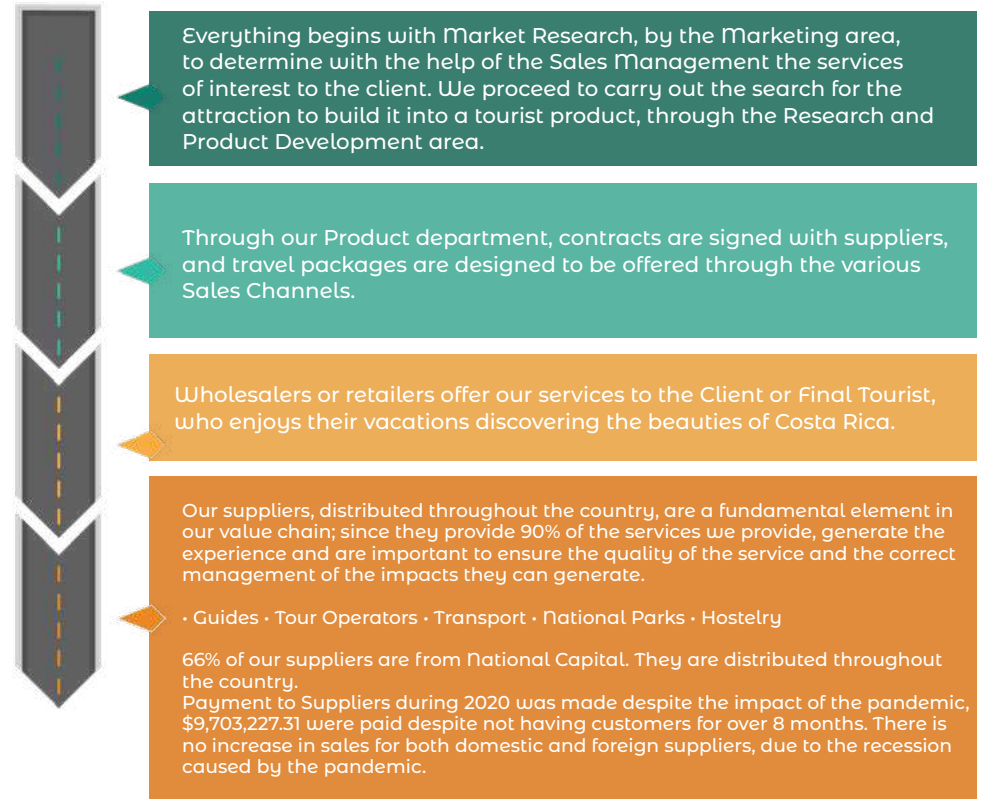 Everything begins with Market Research, by the Marketing area,
to determine with the help of the Sales Management the services
of interest to the client. We proceed to carry out the search for the
attraction to build it into a tourist product, through the Research and
Product Development area.
Through our Product department, contracts are signed with suppliers,
and travel packages are designed to be offered through the various
Sales Channels.
Wholesalers or retailers offer our services to the Client or Final Tourist,
who enjoys their vacations discovering the beauties of Costa Rica.
Our suppliers, distributed throughout the country, are a fundamental element in
our value chain; since they provide 90% of the services we provide, generate the
experience and are important to ensure the quality of the service and the correct
management of the impacts they can generate.
• Guides • Tour Operators • Transport • National Parks • Hostelry
66% of our suppliers are from National Capital. They are distributed throughout
the country.
Payment to Suppliers during 2020 was made despite the impact of the pandemic,
$9,703,227.31 were paid despite not having customers for over 8 months. There is
no increase in sales for both domestic and foreign suppliers, due to the recession
caused by the pandemic.